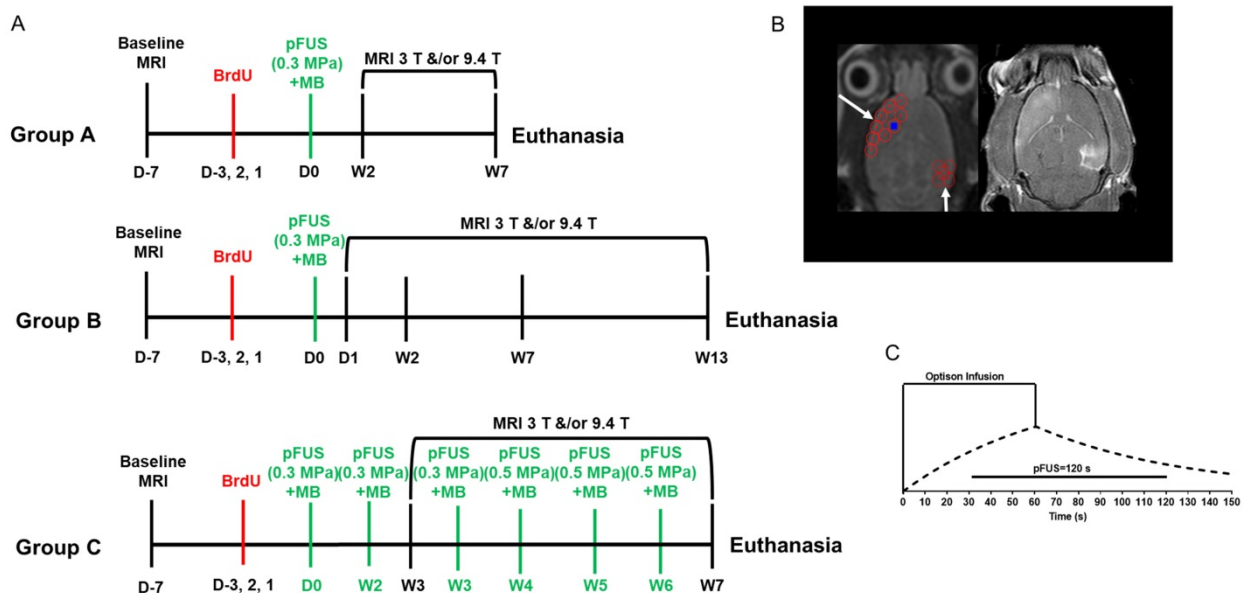 A
Baseline
MRI
BrdU
pFUS
(0.3 MPa)
+MB
MRI 3 T &/or 9.4 T
Group A
Euthanasia
D-7
D-3, 2, 1
D0
W2
W7
Baseline
MRI
BrdU
pFUS
(0.3 MPa)
+MB
MRI 3 T &/or 9.4 T
Group B
Euthanasia
D-7
D-3, 2, 1
D0
D1
W2
W7
W13
MRI 3 T &/or 9.4 T
Baseline
MRI
BrdU
pFUS pFUS pFUS pFUS pFUS pFUS
(0.3 MPa) (0.3 MPa) (0.3 MPa) (0.5 MPa) (0.5 MPa) (0.5 MPa)
+MB +MB +MB +MB +MB +MB
Group C
Euthanasia
D-7
D-3, 2, 1
D0
W2
W3
W3
W4
W5
W6
W7
B
C
Optison Infusion
pFUS=120 s
0 10 20 30 40 50 60 70 80 90 100 110 120 130 140 150
Time (s)